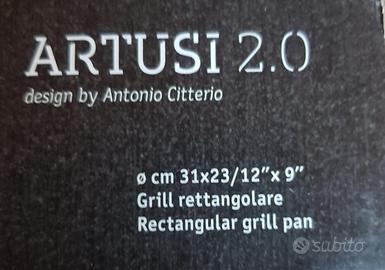 ARTUSI 2.0
design by Antonio Citterio
ø cm 31x23/12”x 9”
Grill rettangolare
Rectangular grill pan
subito